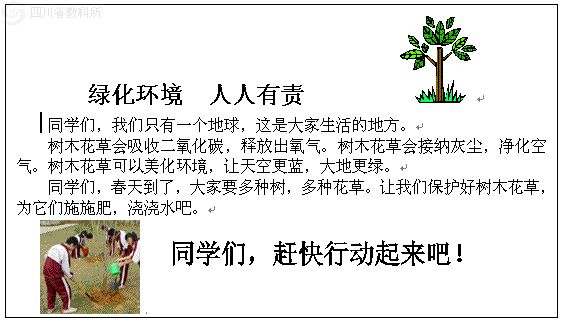 四川省教科所
绿化环境 人人有责
同学们，我们只有一个地球，这是大家生活的地方。
树木花草会吸收二氧化碳，释放出氧气。树木花草会接纳灰尘，净化空
气。树木花草可以美化环境，让天空更蓝，大地更绿。
同学们，春天到了，大家要多种树，多种花草。让我们保护好树木花草，
为它们施施肥，浇浇水吧。
同学们，赶快行动起来吧！